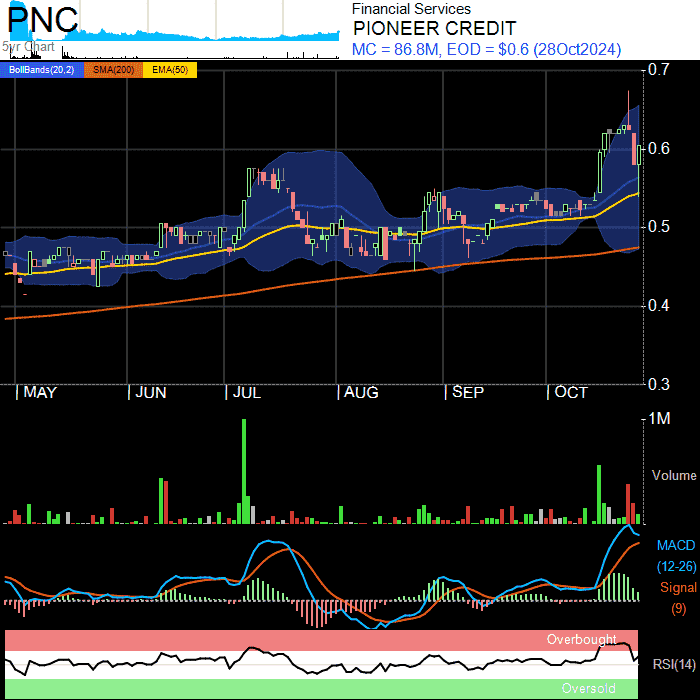 PNC
5yr Chart
Financial Services
PIONEER CREDIT
MC = 86.8M, EOD = $0.6 (28Oct2024)
BollBands(20,2) SMA(200) EMA(50)
0.7
0.6
0.5
0.4
0.3
MAY JUN JUL AUG SEP OCT
1M
Volume
MACD
(12-26)
Signal
(9)
Overbought
RSI(14)
Oversold